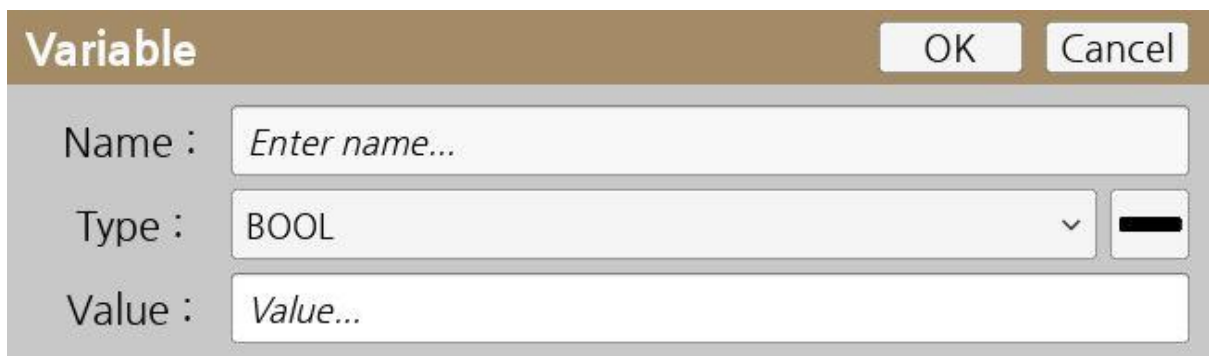 Variable OK Cancel
Name : Enter name...
Type : BOOL
Value : Value...